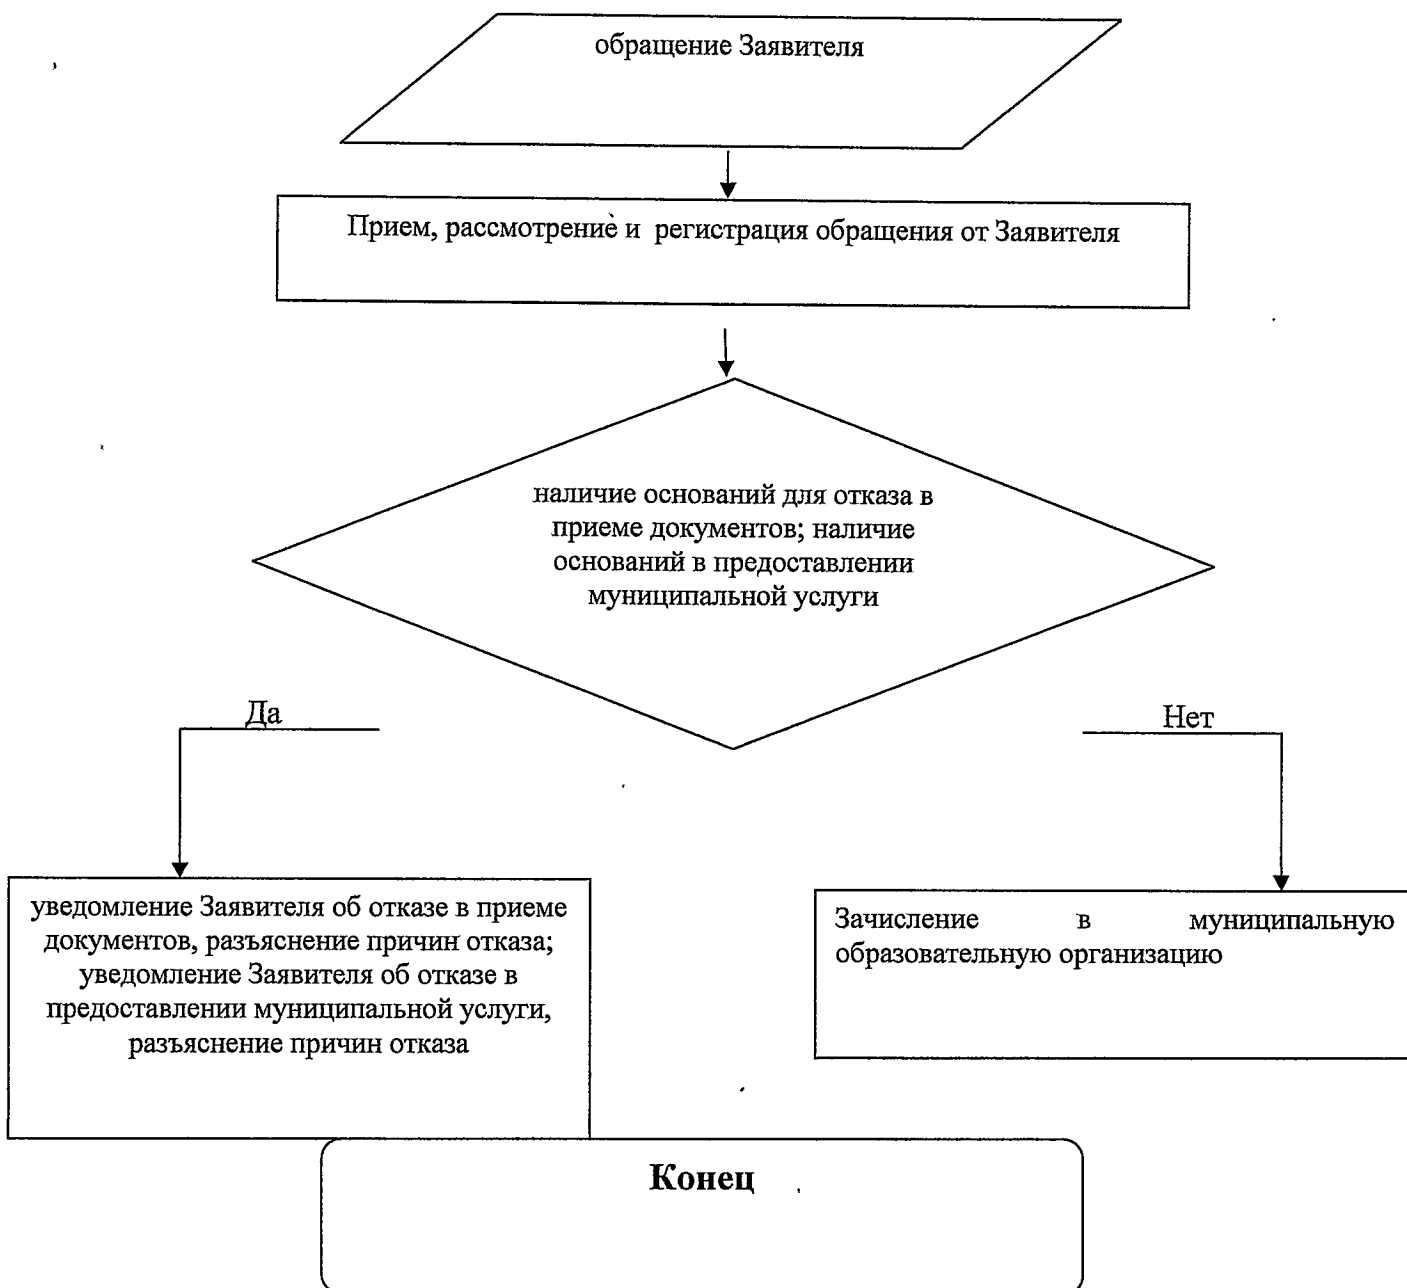 обращение Заявителя
Прием, рассмотрение и регистрация обращения от Заявителя
наличие оснований для отказа в
приеме документов; наличие
оснований в предоставлении
муниципальной услуги
Да
Нет
уведомление Заявителя об отказе в приеме
документов, разъяснение причин отказа;
уведомление Заявителя об отказе в
предоставлении муниципальной услуги,
разъяснение причин отказа
Зачисление в муниципальную
образовательную организацию
Конец